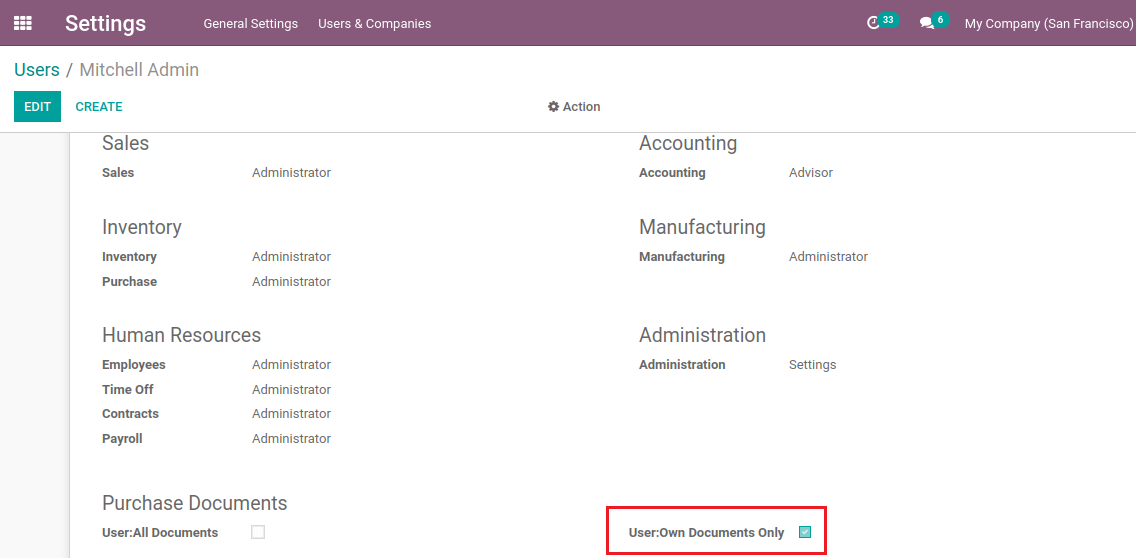 Settings General Settings Users & Companies 33 6 My Company (San Francisco)
Users / Mitchell Admin
EDIT CREATE Action
Sales Accounting
Sales Administrator Accounting Advisor
Inventory Manufacturing
Inventory Administrator Manufacturing Administrator
Purchase Administrator
Human Resources Administration
Employees Administrator Administration Settings
Time Off Administrator
Contracts Administrator
Payroll Administrator
Purchase Documents
User:All Documents User:Own Documents Only